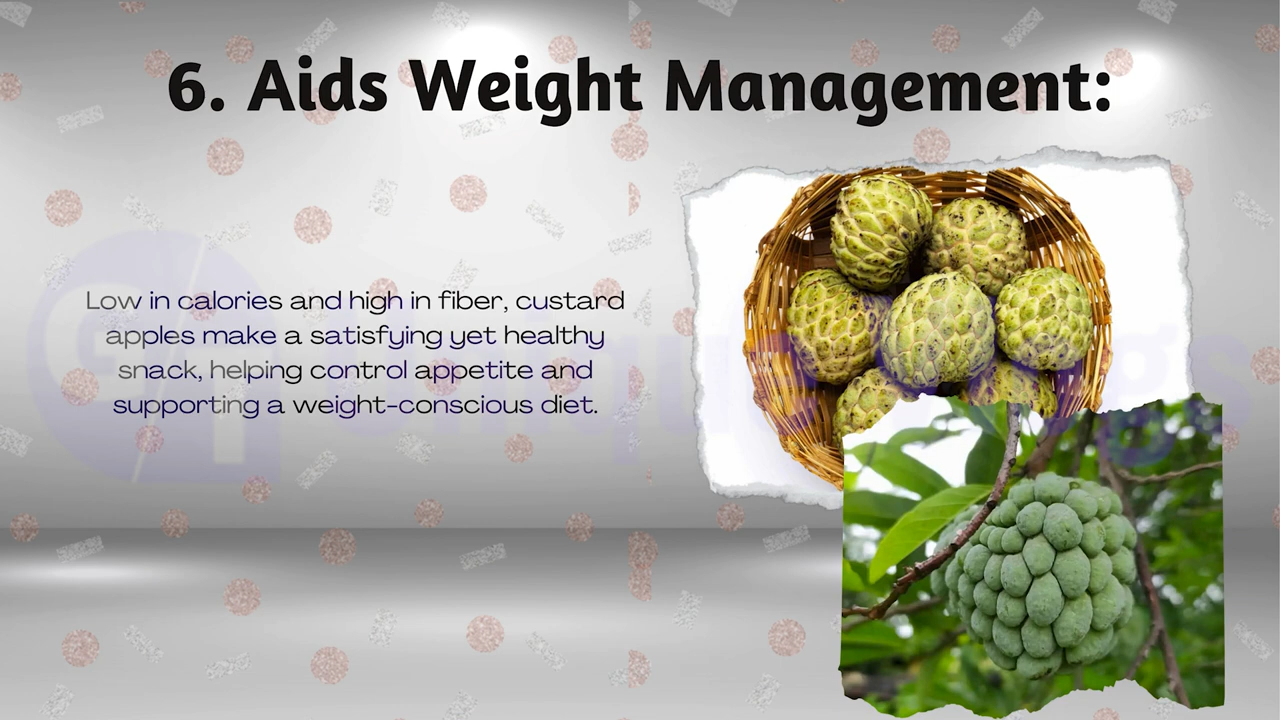 6. Aids Weight Management:
Low in calories and high in fiber, custard
apples make a satisfying yet healthy
snack, helping control appetite and
supporting a weight-conscious diet.